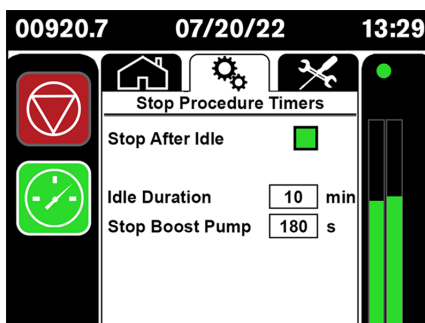 00920.7 07/20/22 13:29
Stop Procedure Timers
Stop After Idle
Idle Duration 10 min
Stop Boost Pump 180 s